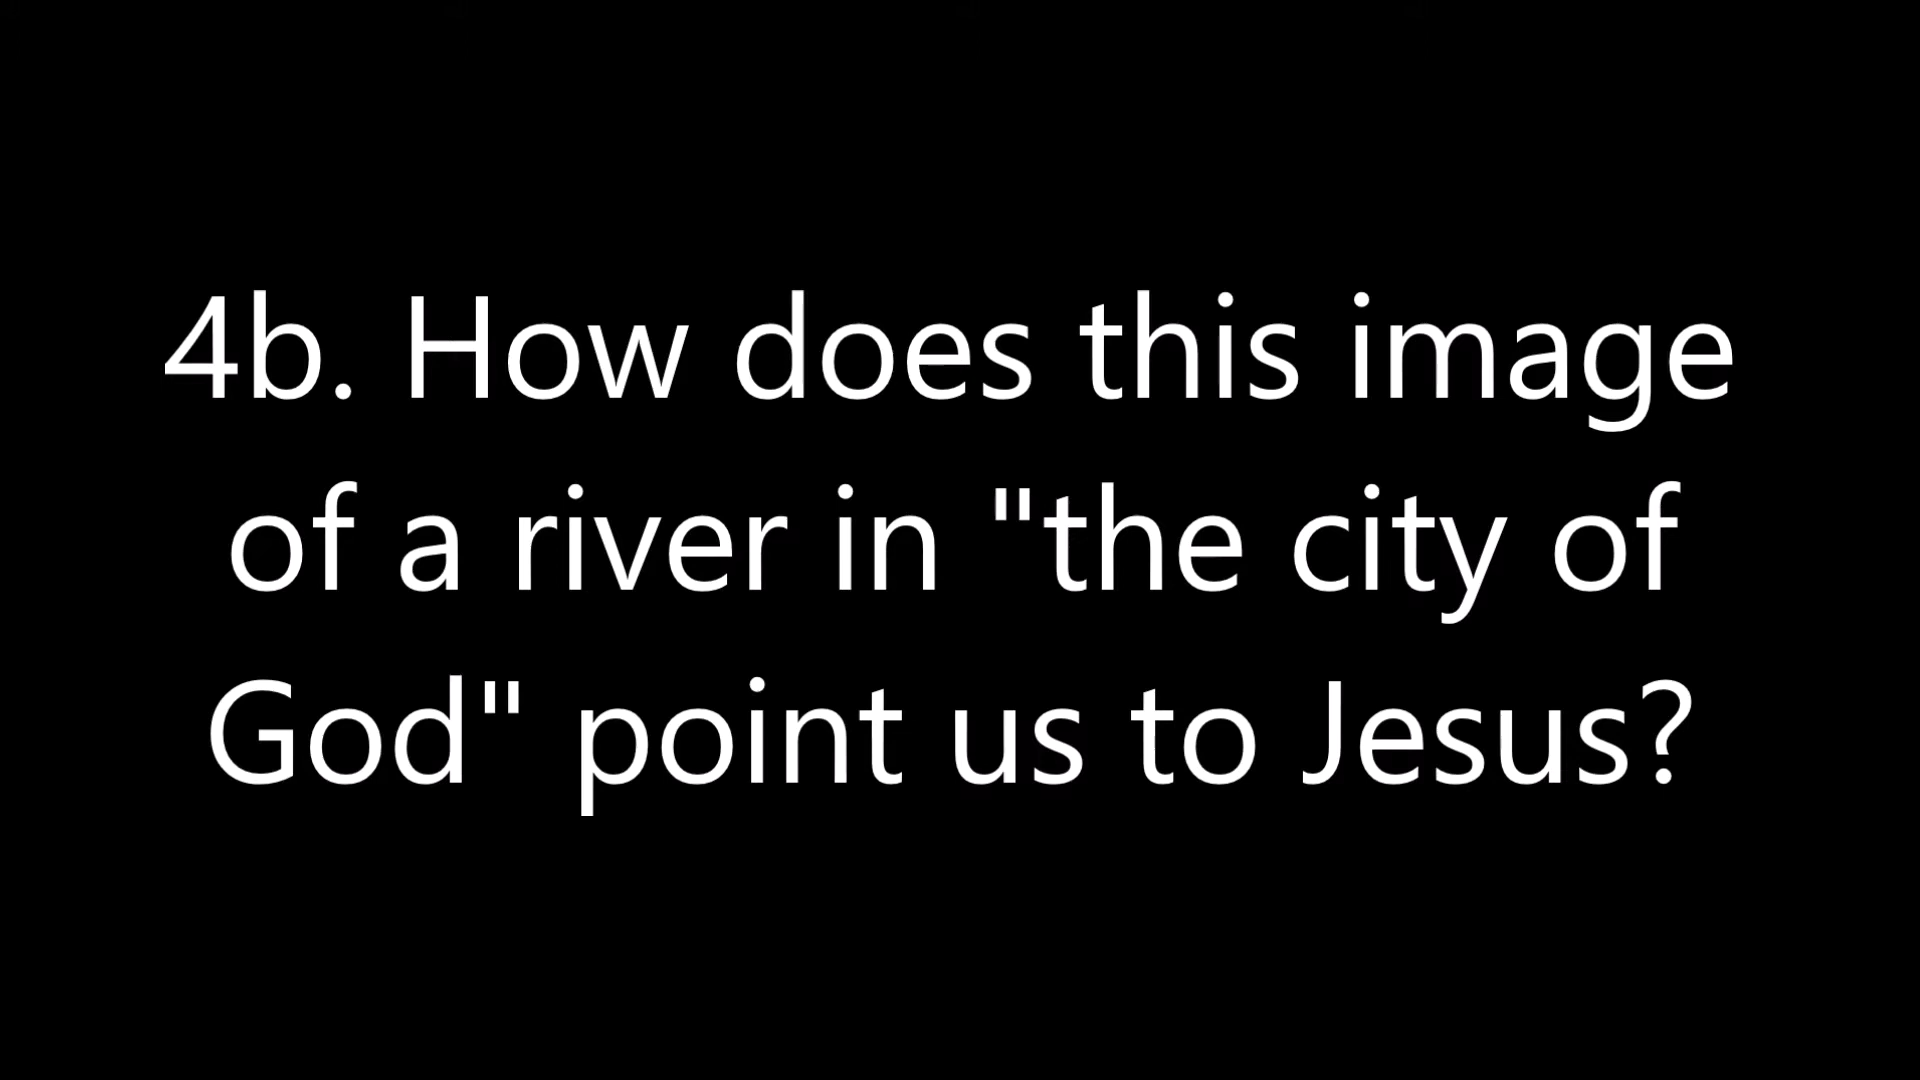 4b. How does this image
of a river in "the city of
God" point us to Jesus?